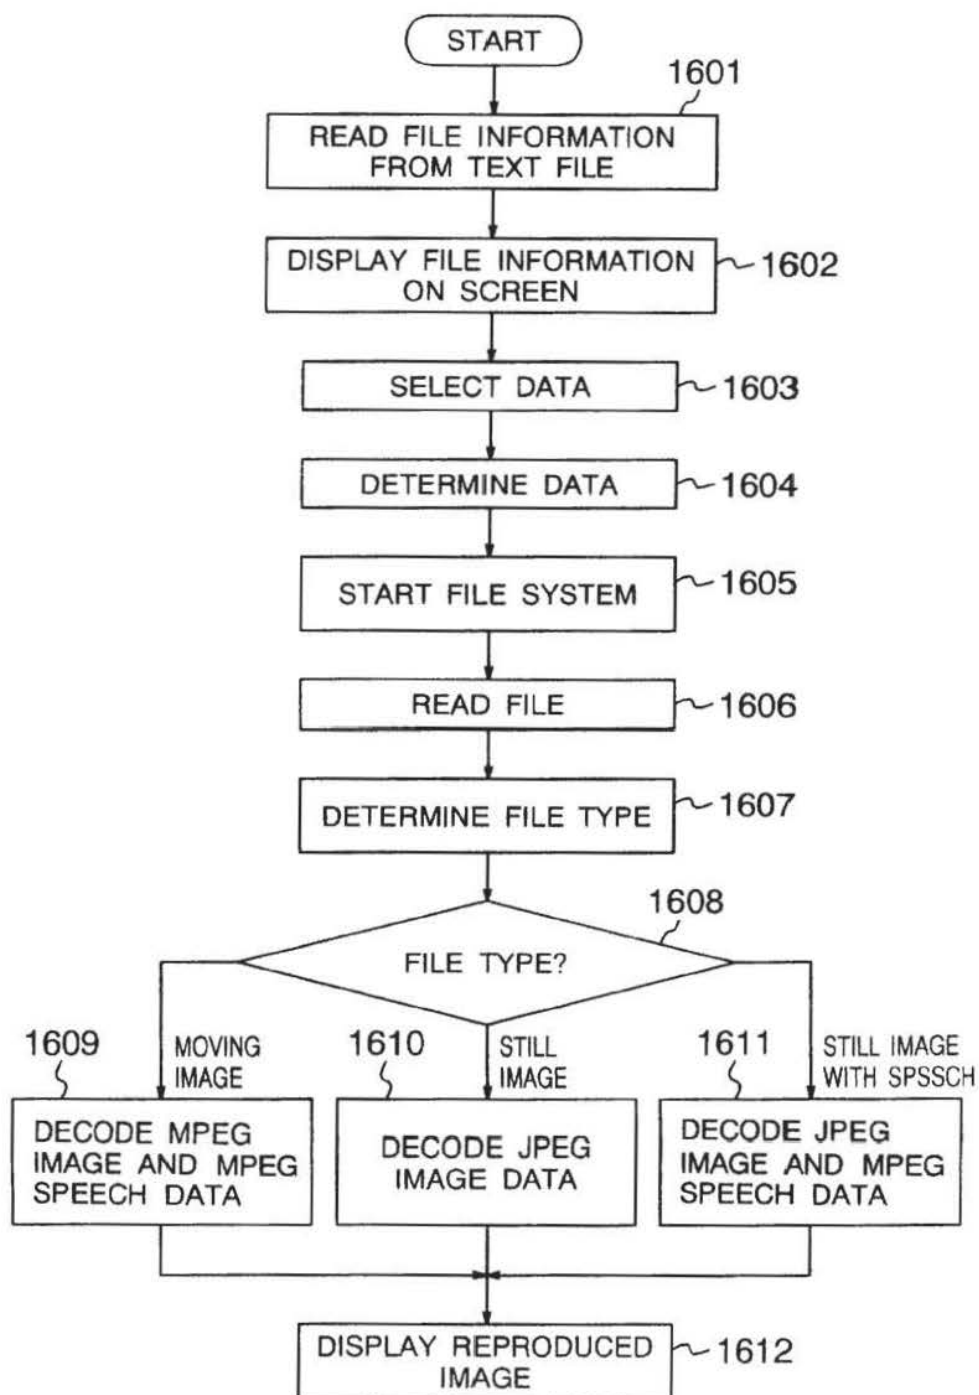 START
1601
READ FILE INFORMATION
FROM TEXT FILE
DISPLAY FILE INFORMATION
ON SCREEN
1602
SELECT DATA
1603
DETERMINE DATA
1604
START FILE SYSTEM
1605
READ FILE
1606
DETERMINE FILE TYPE
1607
1608
FILE TYPE?
1609
MOVING
IMAGE
1610
STILL
IMAGE
1611
STILL IMAGE
WITH SPSSCH
DECODE MPEG
IMAGE AND MPEG
SPEECH DATA
DECODE JPEG
IMAGE DATA
DECODE JPEG
IMAGE AND MPEG
SPEECH DATA
DISPLAY REPRODUCED
IMAGE
1612